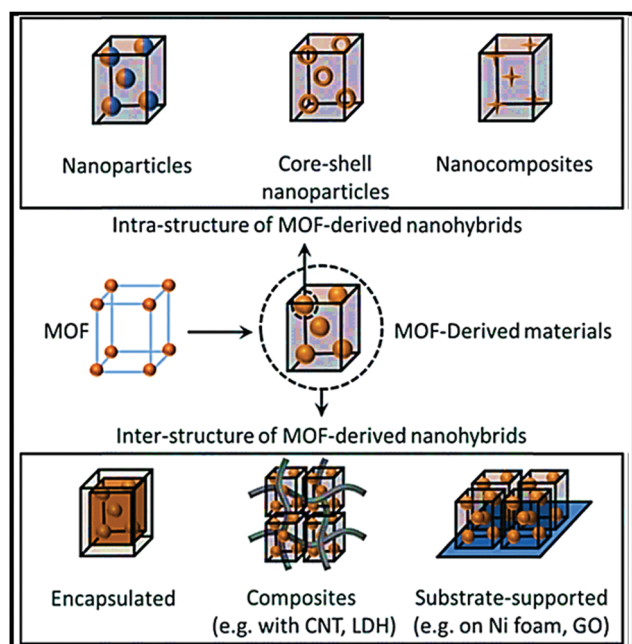 Nanoparticles
Core-shell
nanoparticles
Nanocomposites
Intra-structure of MOF-derived nanohybrids
MOF
MOF-Derived materials
Inter-structure of MOF-derived nanohybrids
Encapsulated
Composites
(e.g. with CNT, LDH)
Substrate-supported
(e.g. on Ni foam, GO)